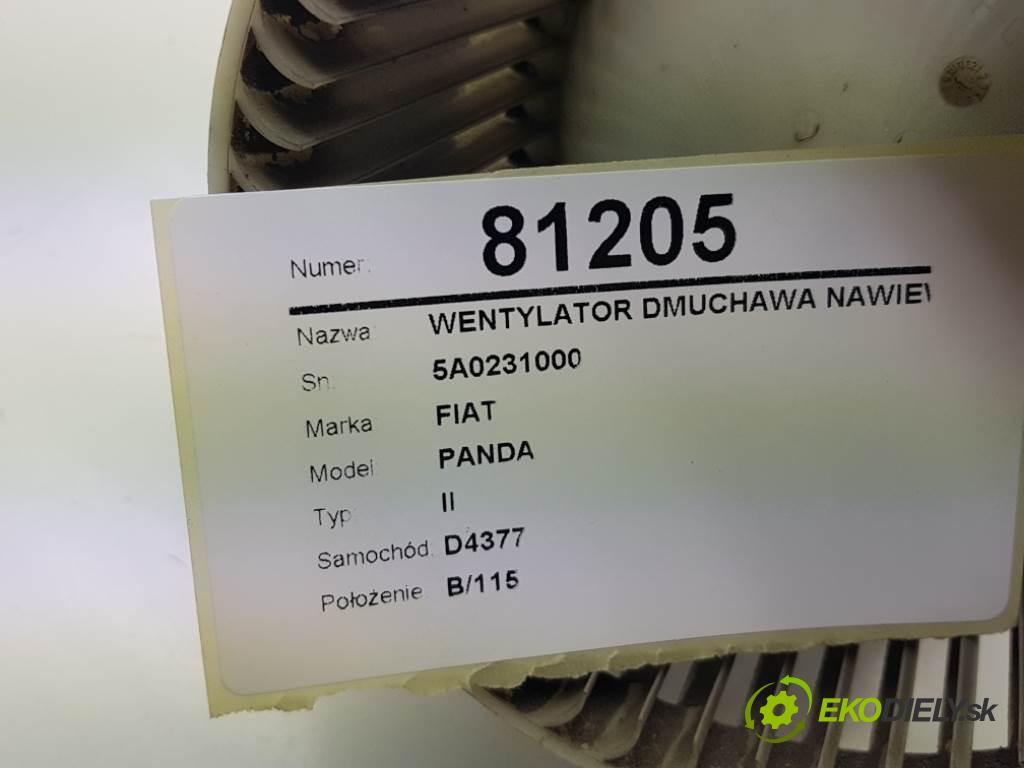 Numer: 81205
Nazwa: WENTYLATOR DMUCHAWA NAWIEW
Sn. 5A0231000
Marka FIAT
Model PANDA
Typ II
Samochód: D4377
Położenie B/115
EKODIELY.sk